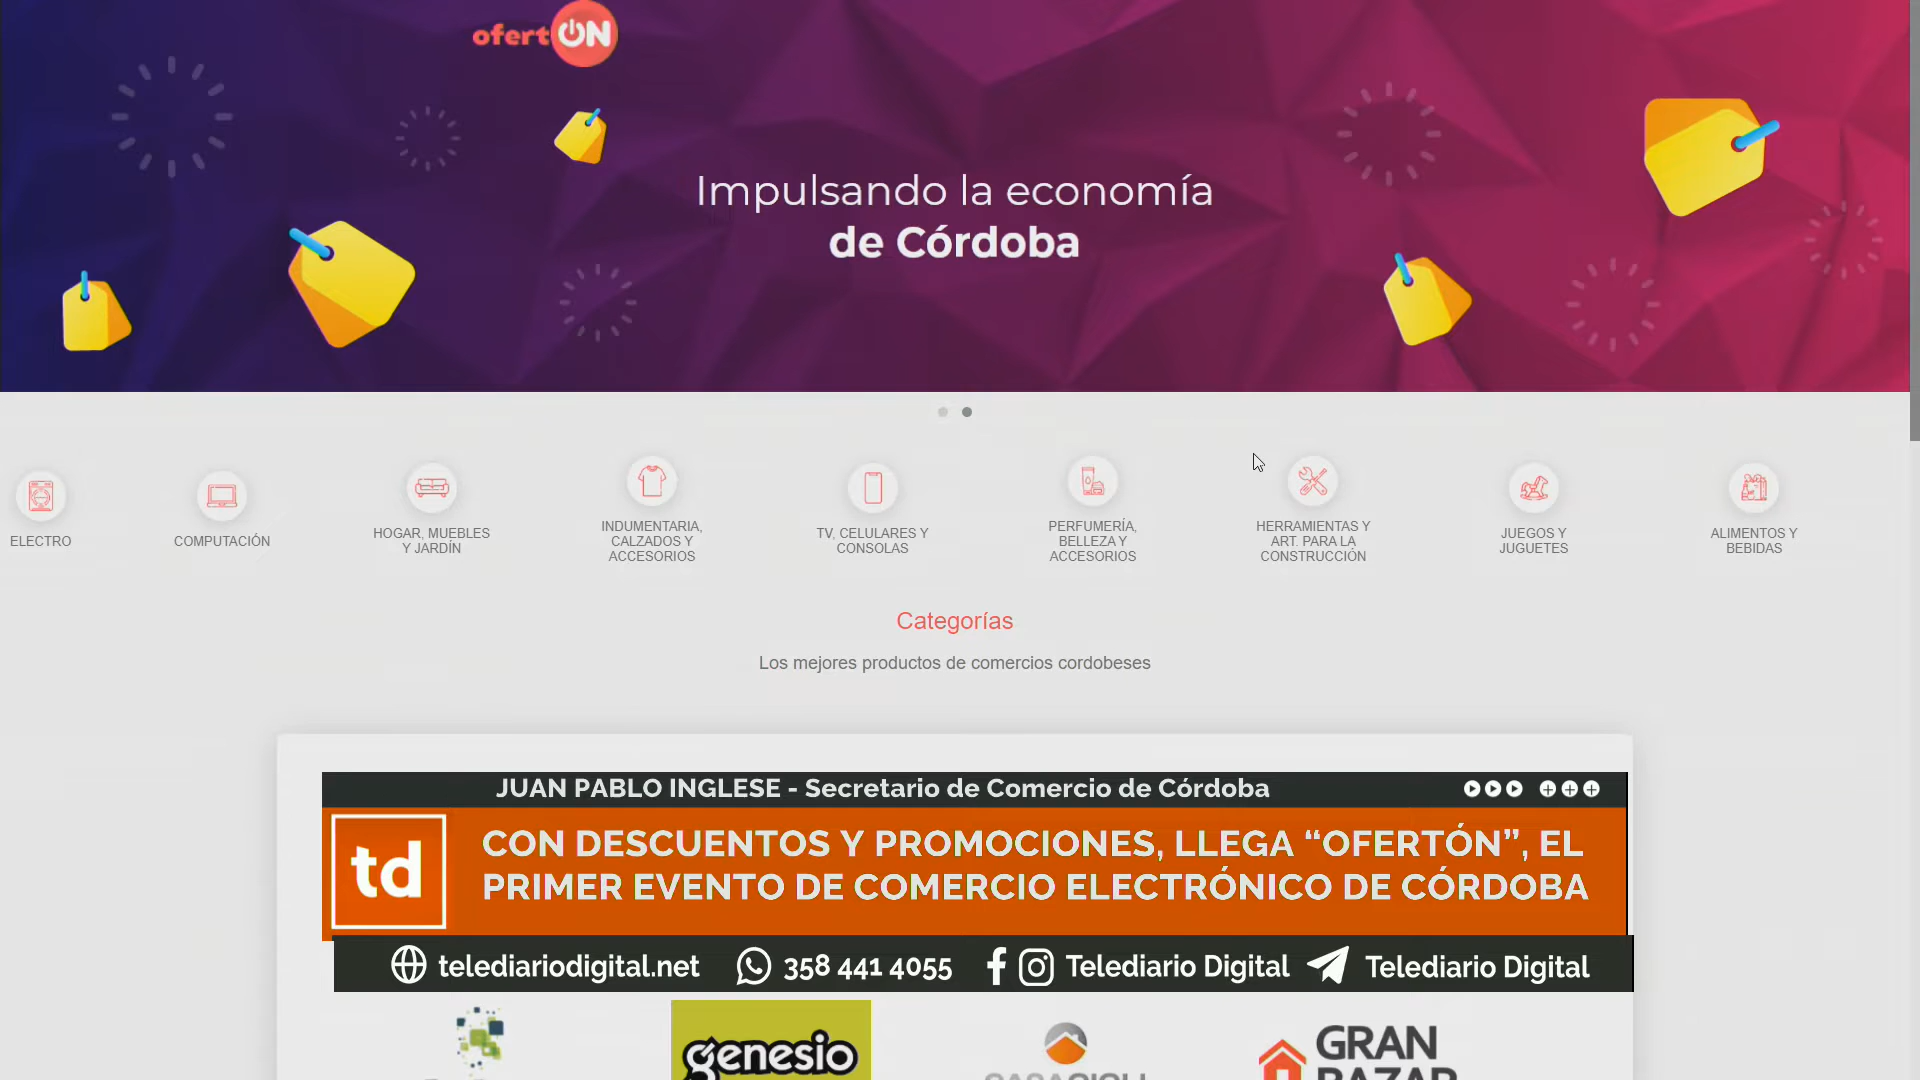 ofertON
Impulsando la economía
de Córdoba
ELECTRO
COMPUTACIÓN
HOGAR, MUEBLES
Y JARDÍN
INDUMENTARIA,
CALZADOS Y
ACCESORIOS
TV, CELULARES Y
CONSOLAS
PERFUMERÍA,
BELLEZA Y
ACCESORIOS
HERRAMIENTAS Y
ART. PARA LA
CONSTRUCCIÓN
JUEGOS Y
JUGUETES
ALIMENTOS Y
BEBIDAS
Categorías
Los mejores productos de comercios cordobeses
JUAN PABLO INGLESE - Secretario de Comercio de Córdoba
td
CON DESCUENTOS Y PROMOCIONES, LLEGA “OFERTÓN”, EL
PRIMER EVENTO DE COMERCIO ELECTRÓNICO DE CÓRDOBA
telediariodigital.net 358 441 4055 Telediario Digital Telediario Digital
genesio
GRAN
BAZAR